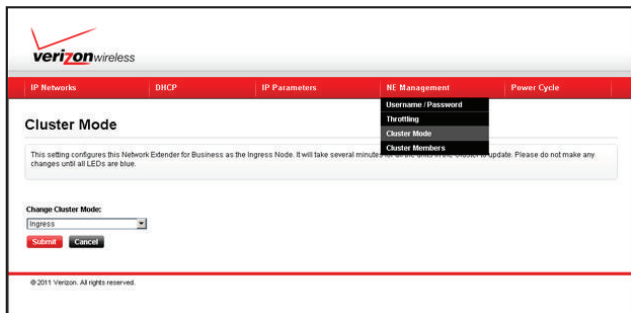 verizon wireless
IP Networks DHCP IP Parameters NE Management Power Cycle
Username / Password
Throttling
Cluster Mode
Cluster Members
Cluster Mode
This setting configures this Network Extender for Business as the Ingress Node. It will take several minutes update. Please do not make any
changes until all LEDs are blue.
Change Cluster Mode:
Ingress
Submit Cancel
© 2011 Verizon. All rights reserved.